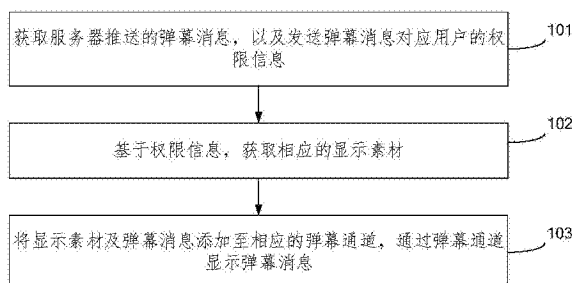 获取服务器推送的弹幕消息，以及发送弹幕消息对应用户的权
限信息
101
基于权限信息，获取相应的显示素材
102
将显示素材及弹幕消息添加至相应的弹幕通道，通过弹幕通道
显示弹幕消息
103